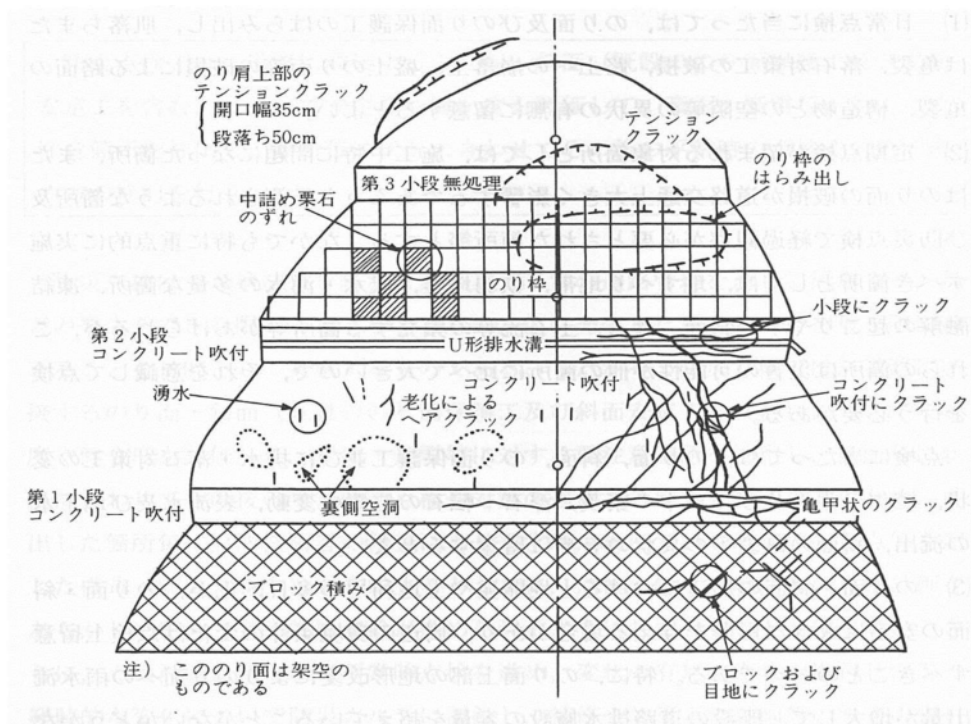 のり肩上部の
テンションクラック
開口幅35cm
段落ち50cm
テンション
クラック
のり枠の
はらみ出し
第3小段無処理
中詰め栗石
のずれ
のり枠
小段にクラック
第2小段
コンクリート吹付
U形排水溝
湧水
コンクリート吹付
老化による
ヘアクラック
コンクリート
吹付にクラック
第1小段
コンクリート吹付
裏側空洞
亀甲状のクラック
ブロック積み
注) こののり面は架空の
ものである
ブロックおよび
目地にクラック